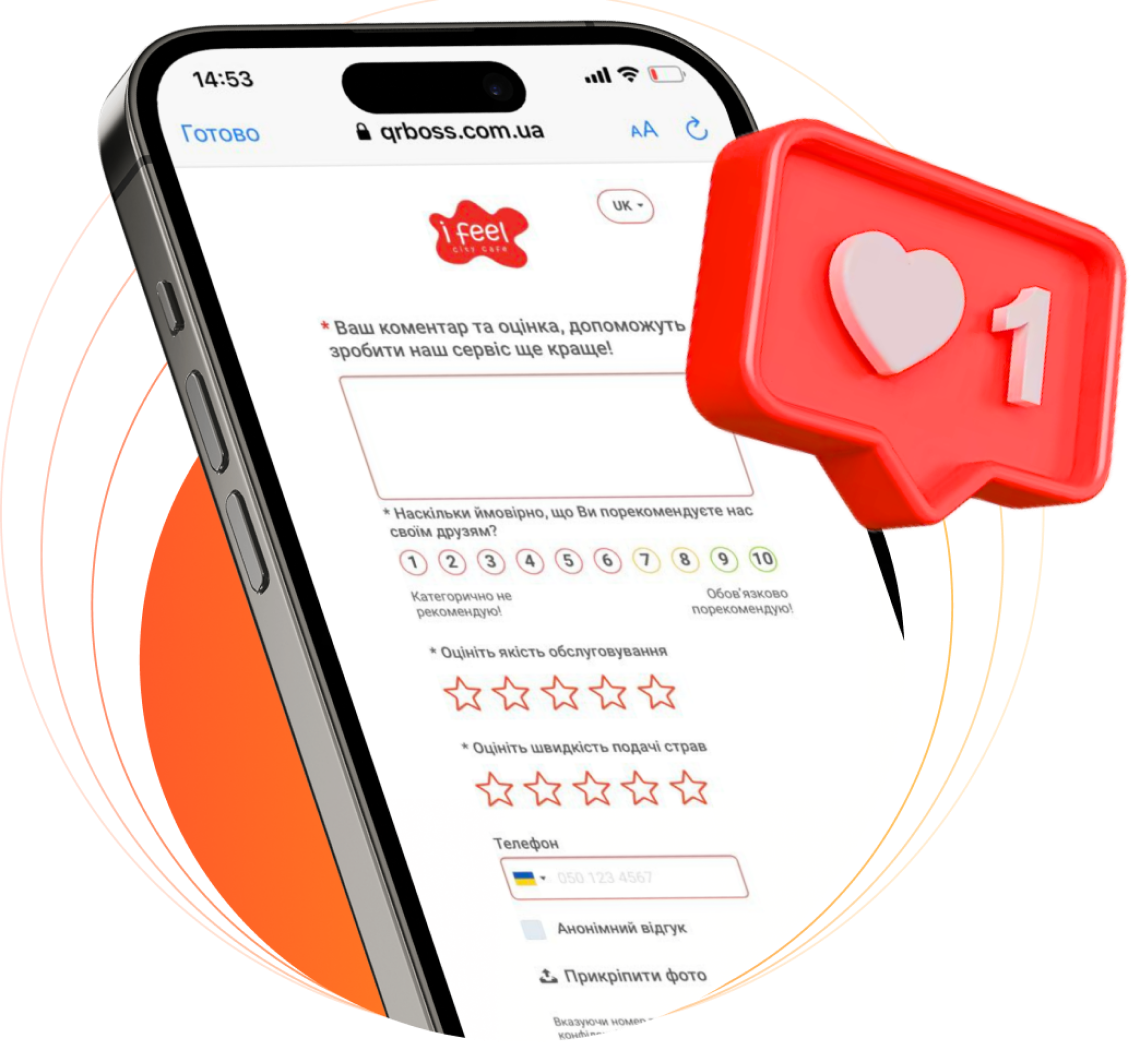 14:53
Готово
qrboss.com.ua
AA
i feel
city cafe
UK
* Ваш коментар та оцінка, допоможуть
зробити наш сервіс ще краще!
1
* Наскільки ймовірно, що Ви порекомендуєте нас
своїм друзям?
1 2 3 4 5 6 7 8 9 10
Категорично не
рекомендую!
Обов'язково
порекомендую!
* Оцініть якість обслуговування
* Оцініть швидкість подачі страв
Телефон
050 123 4567
Анонімний відгук
Прикріпити фото
Вказуючи номер